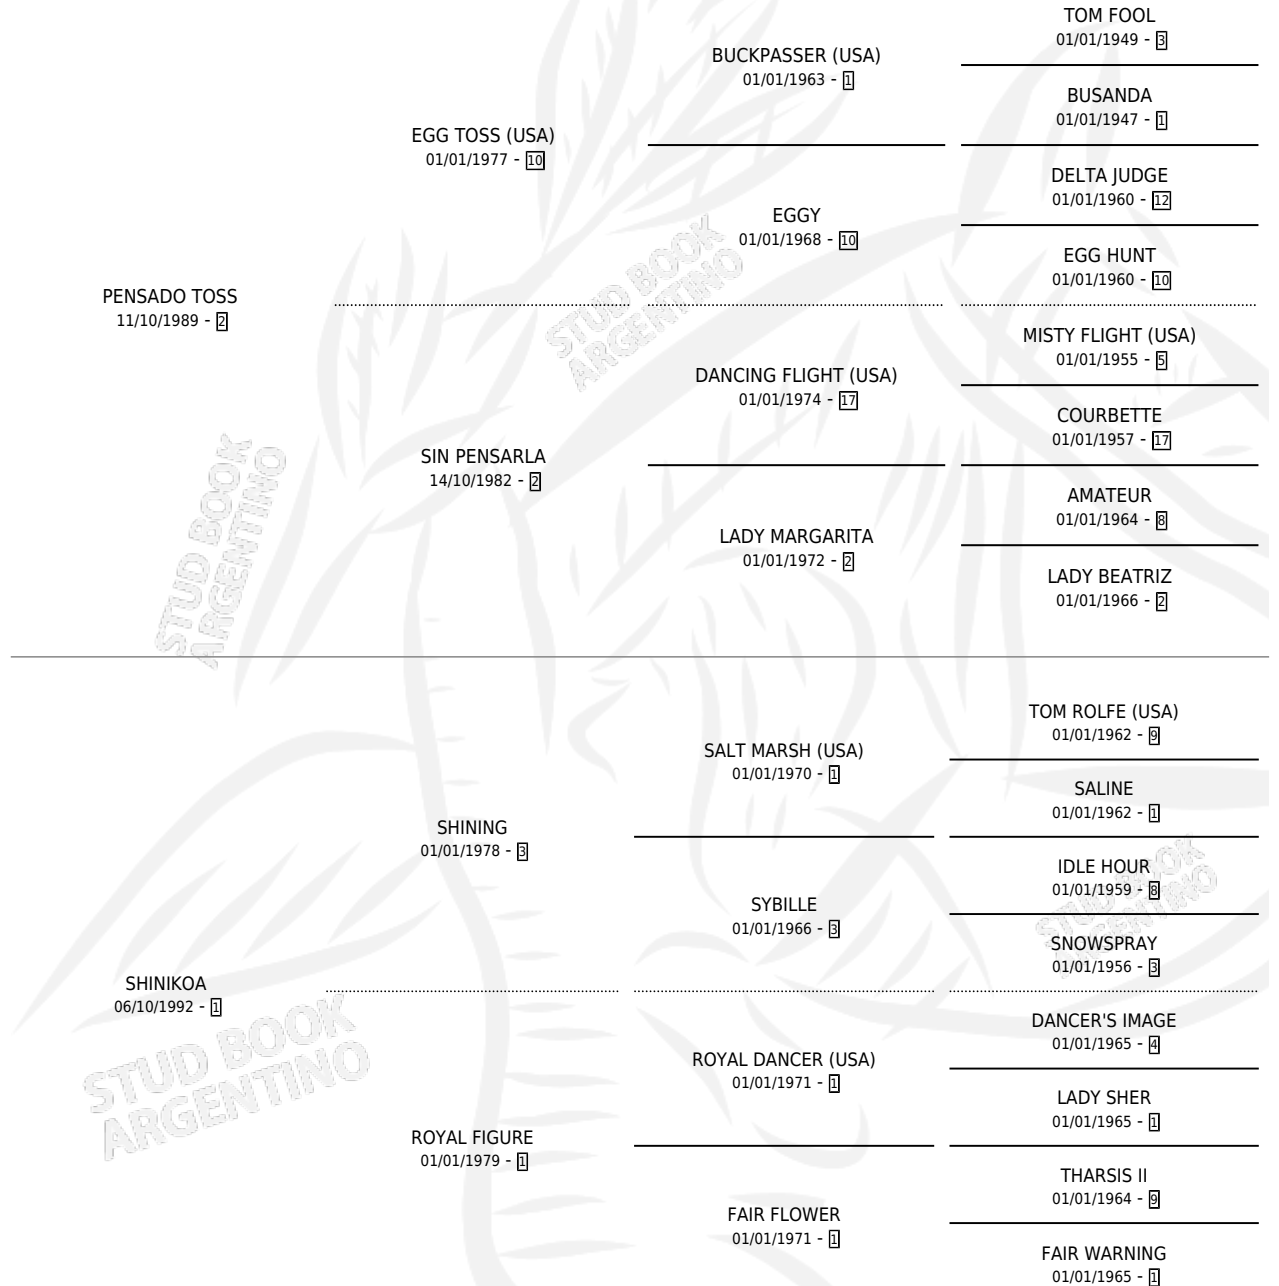 TOM FOOL
01/01/1949 - 3
BUCKPASSER (USA)
01/01/1963 - 1
BUSANDA
01/01/1947 - 1
EGG TOSS (USA)
01/01/1977 - 10
DELTA JUDGE
01/01/1960 - 12
EGGY
01/01/1968 - 10
EGG HUNT
01/01/1960 - 10
PENSADO TOSS
11/10/1989 - 2
MISTY FLIGHT (USA)
01/01/1955 - 5
DANCING FLIGHT (USA)
01/01/1974 - 17
COURBETTE
01/01/1957 - 17
SIN PENSARLA
14/10/1982 - 2
AMATEUR
01/01/1964 - 8
LADY MARGARITA
01/01/1972 - 2
LADY BEATRIZ
01/01/1966 - 2
STUD BOOK
ARGENTINO
STUD BOOK
ARGENTINO
TOM ROLFE (USA)
01/01/1962 - 9
SALT MARSH (USA)
01/01/1970 - 1
SALINE
01/01/1962 - 1
SHINING
01/01/1978 - 3
IDLE HOUR
01/01/1959 - 8
SYBILLE
01/01/1966 - 3
SNOWSPRAY
01/01/1956 - 3
STUD BOOK
ARGENTINO
SHINIKOA
06/10/1992 - 1
DANCER'S IMAGE
01/01/1965 - 4
ROYAL DANCER (USA)
01/01/1971 - 1
LADY SHER
01/01/1965 - 1
STUD BOOK
ARGENTINO
ROYAL FIGURE
01/01/1979 - 1
THARSIS II
01/01/1964 - 9
FAIR FLOWER
01/01/1971 - 1
FAIR WARNING
01/01/1965 - 1